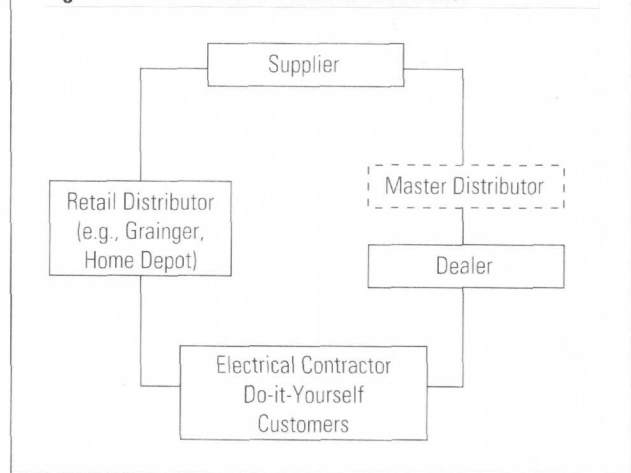 Supplier
Master Distributor
Retail Distributor
(e.g., Grainger,
Home Depot)
Dealer
Electrical Contractor
Do-it-Yourself
Customers